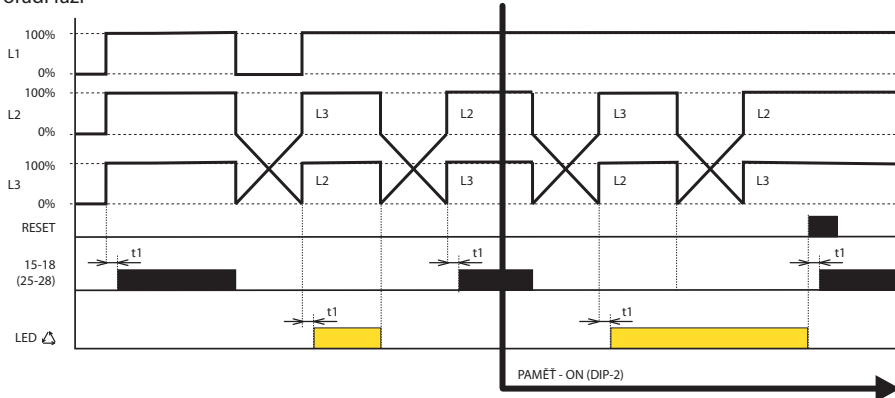 100%
L1
0%
100%
L2
L3
L2
L3
L2
0%
100%
L3
L2
L3
L2
L3
0%
RESET
t1
t1
t1
15-18
(25-28)
t1
t1
LED
PAMĚŤ - ON (DIP-2)